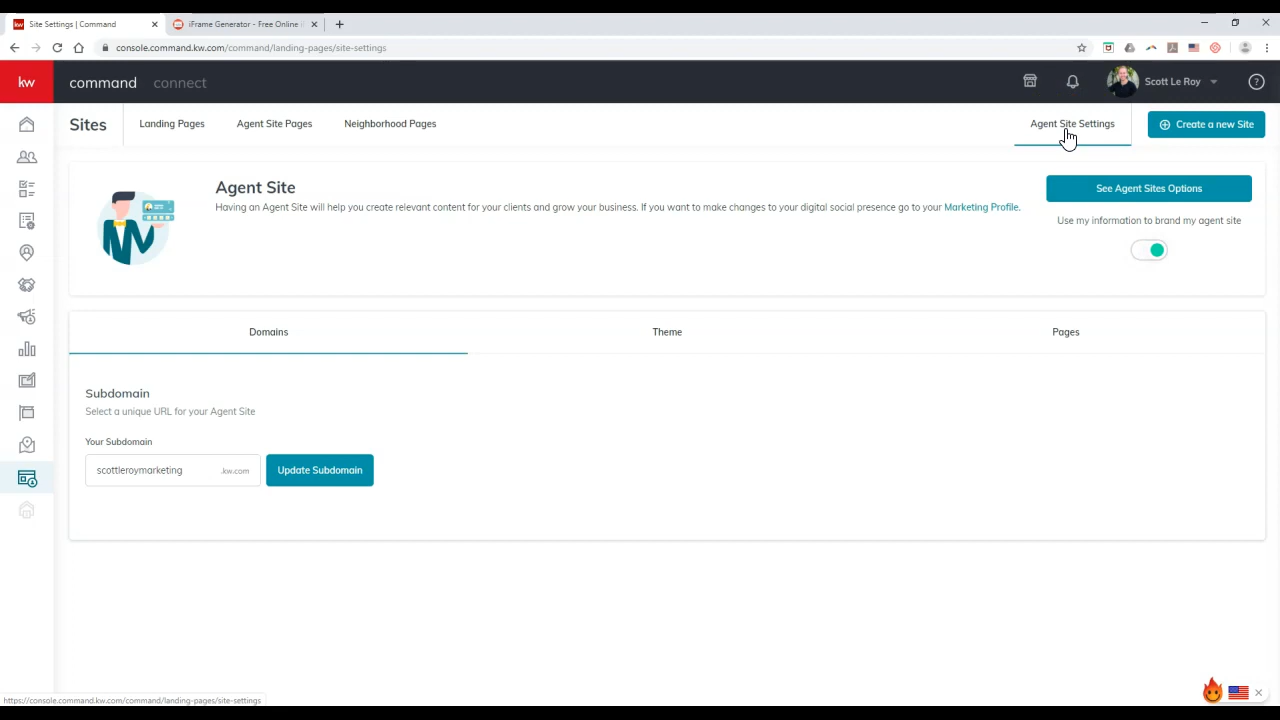 Site Settings | Command
iFrame Generator - Free Online
console.command.kw.com/command/landing-pages/site-settings
kw
command
connect
Scott Le Roy
Sites
Landing Pages
Agent Site Pages
Neighborhood Pages
Agent Site Settings
Create a new Site
Agent Site
Having an Agent Site will help you create relevant content for your clients and grow your business. If you want to make changes to your digital social presence go to your Marketing Profile.
See Agent Sites Options
Use my information to brand my agent site
Domains
Theme
Pages
Subdomain
Select a unique URL for your Agent Site
Your Subdomain
scottleroymarketing
.kw.com
Update Subdomain
https://console.command.kw.com/command/landing-pages/site-settings